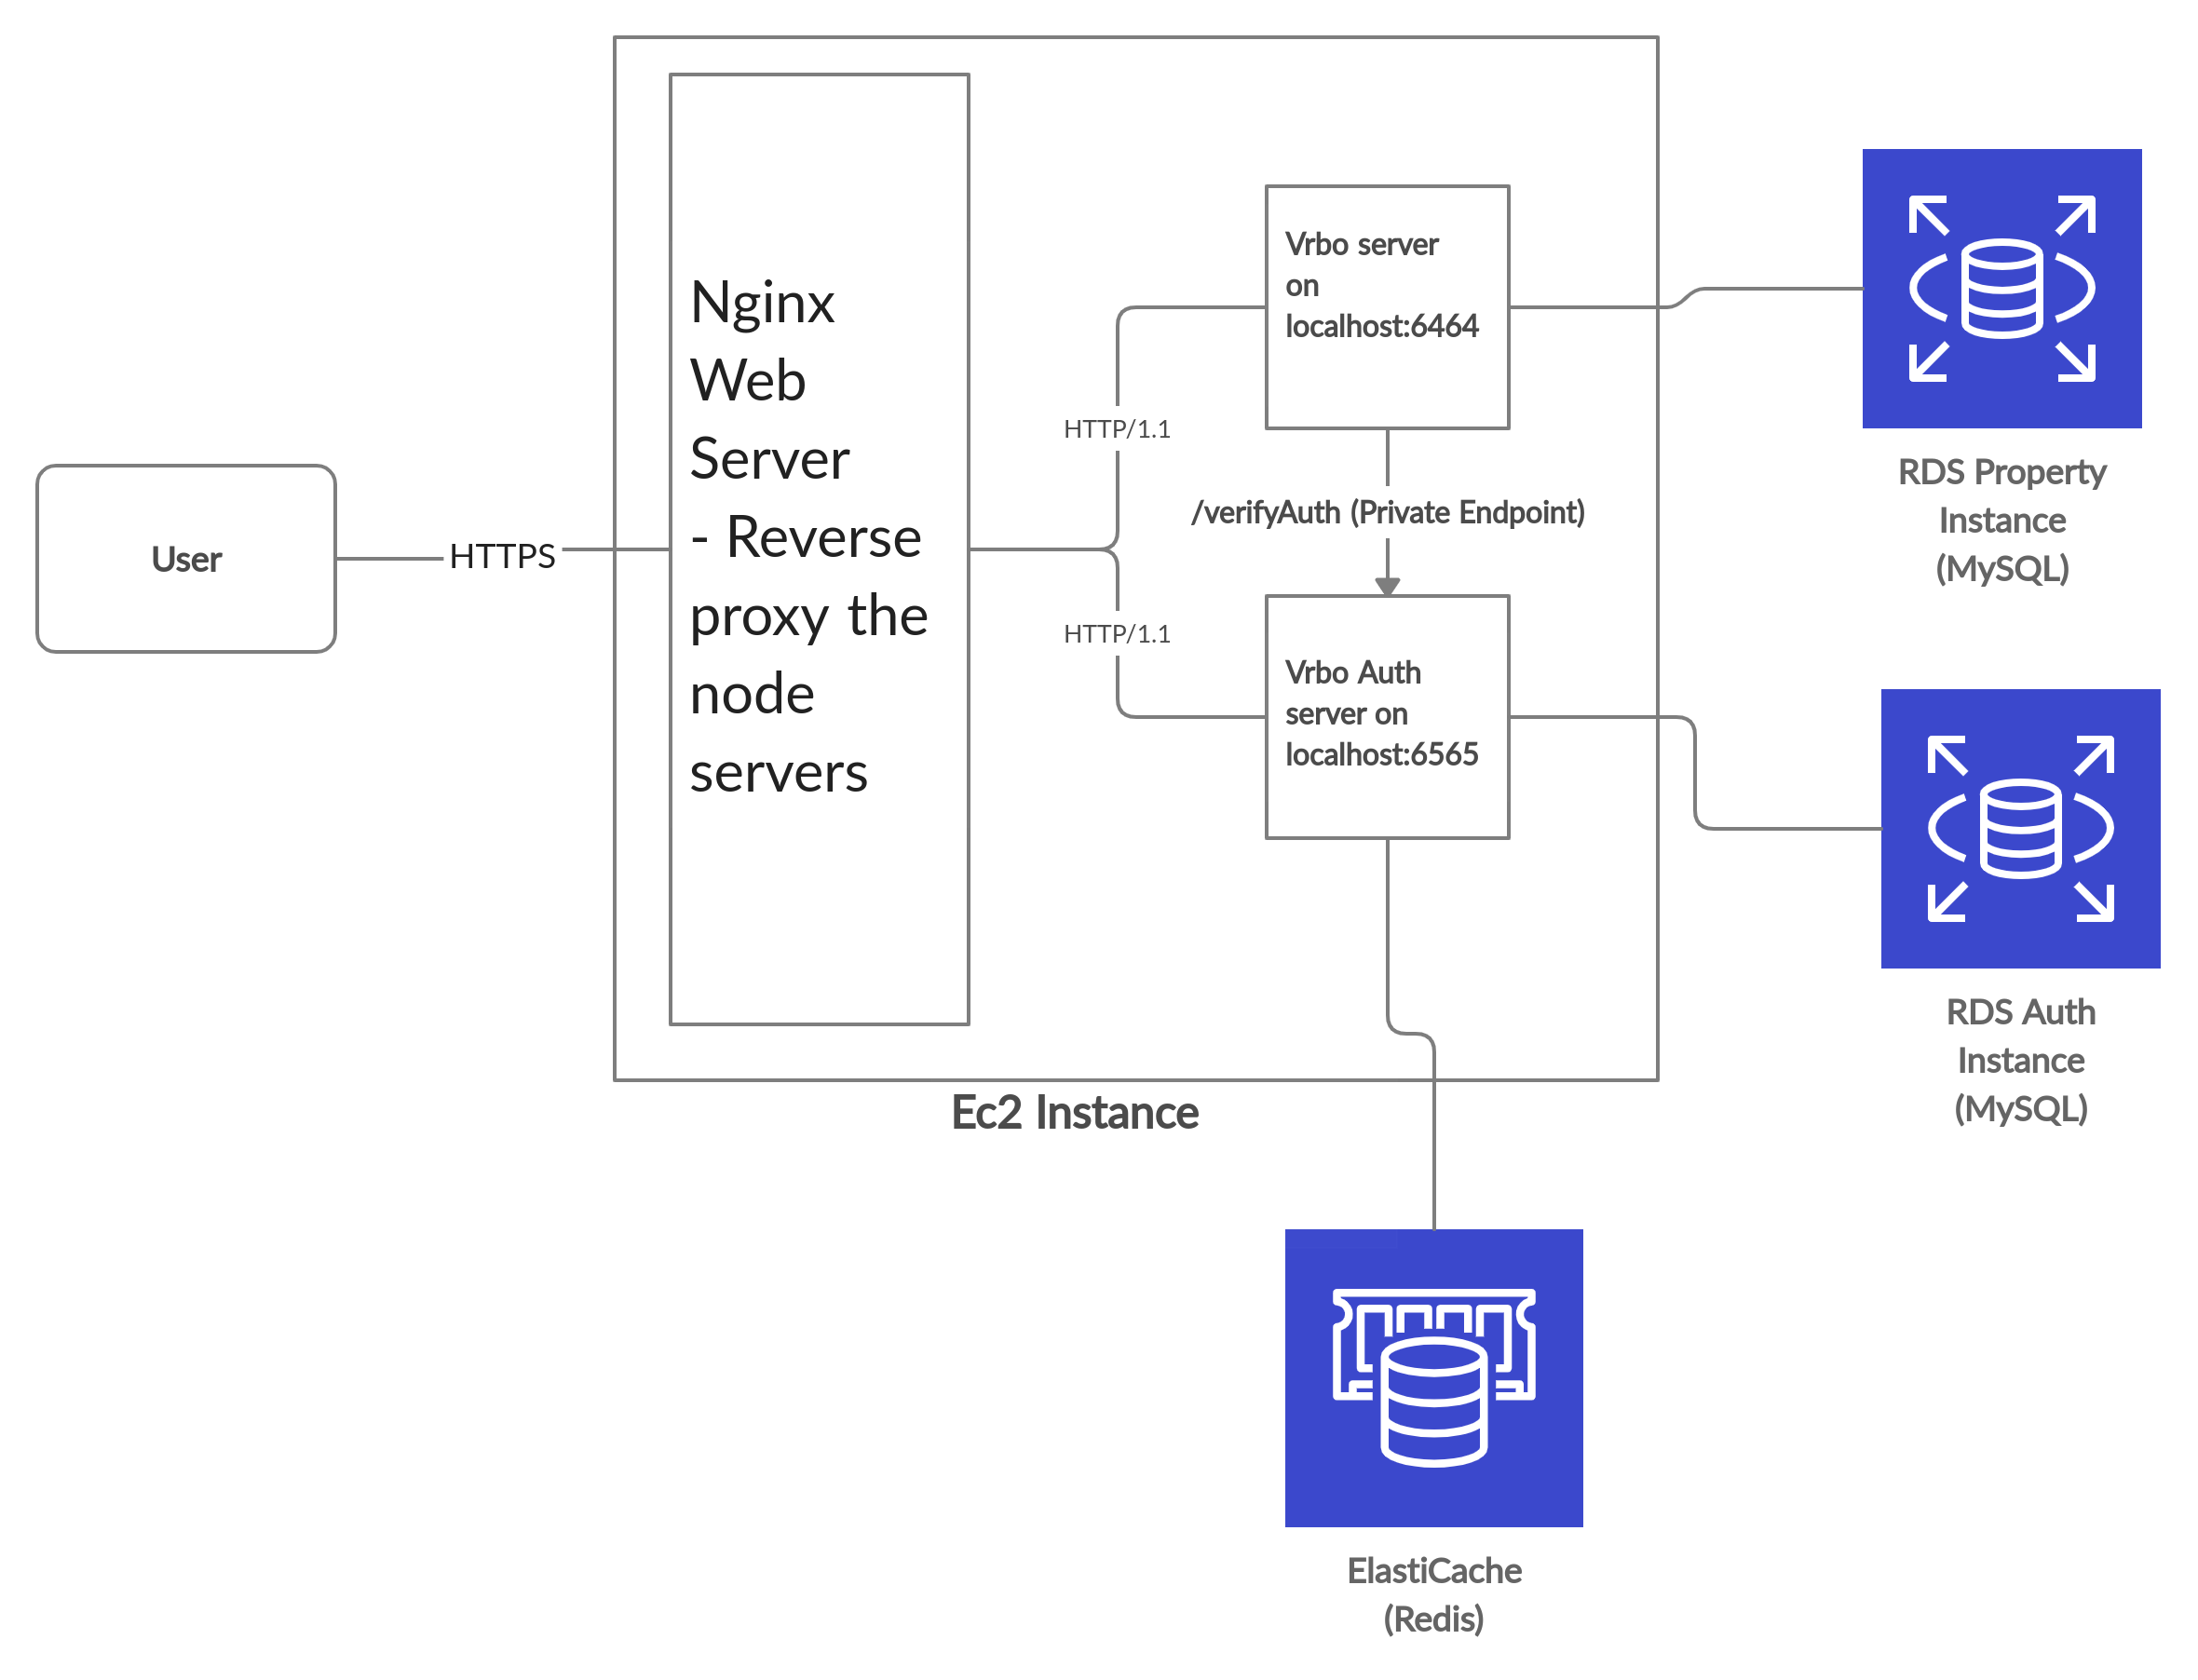 User
HTTPS
Nginx
Web
Server
- Reverse
proxy the
node
servers
HTTP/1.1
HTTP/1.1
Vrbo server
on
localhost:6464
/verifyAuth (Private Endpoint)
Vrbo Auth
server on
localhost:6565
Ec2 Instance
RDS Property
Instance
(MySQL)
RDS Auth
Instance
(MySQL)
ElastiCache
(Redis)